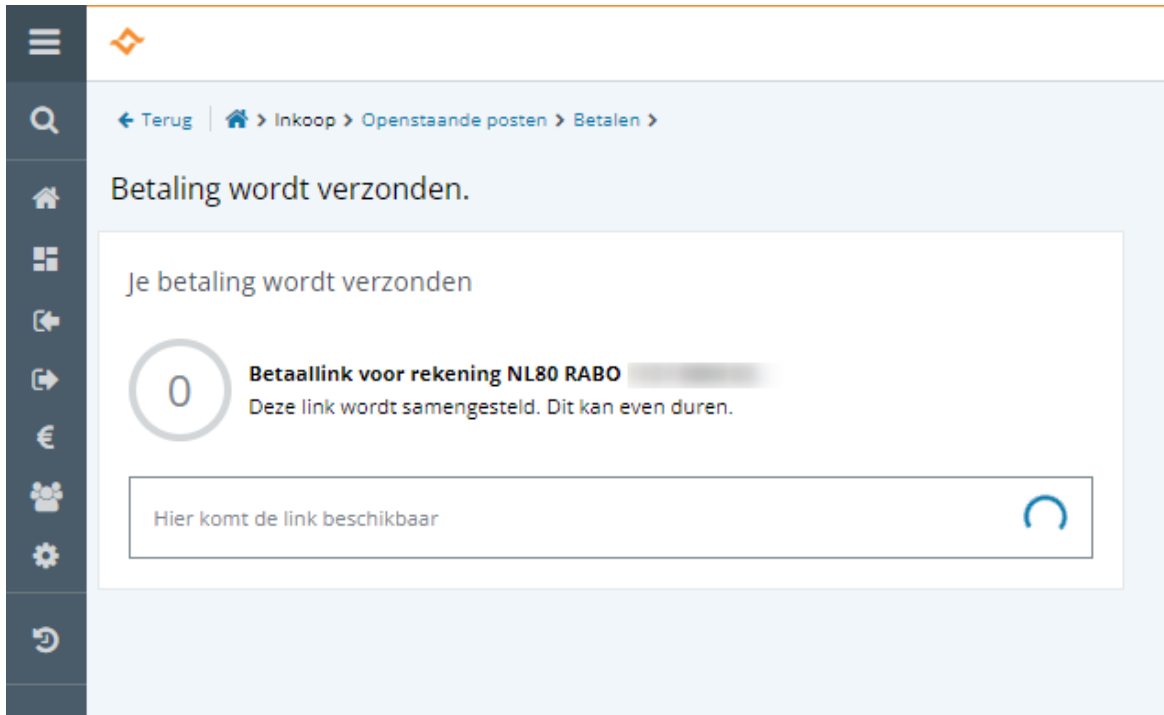 Terug
Inkoop > Openstaande posten > Betalen >
Betaling wordt verzonden.
Je betaling wordt verzonden
0
Betaallink voor rekening NL80 RABO
Deze link wordt samengesteld. Dit kan even duren.
Hier komt de link beschikbaar